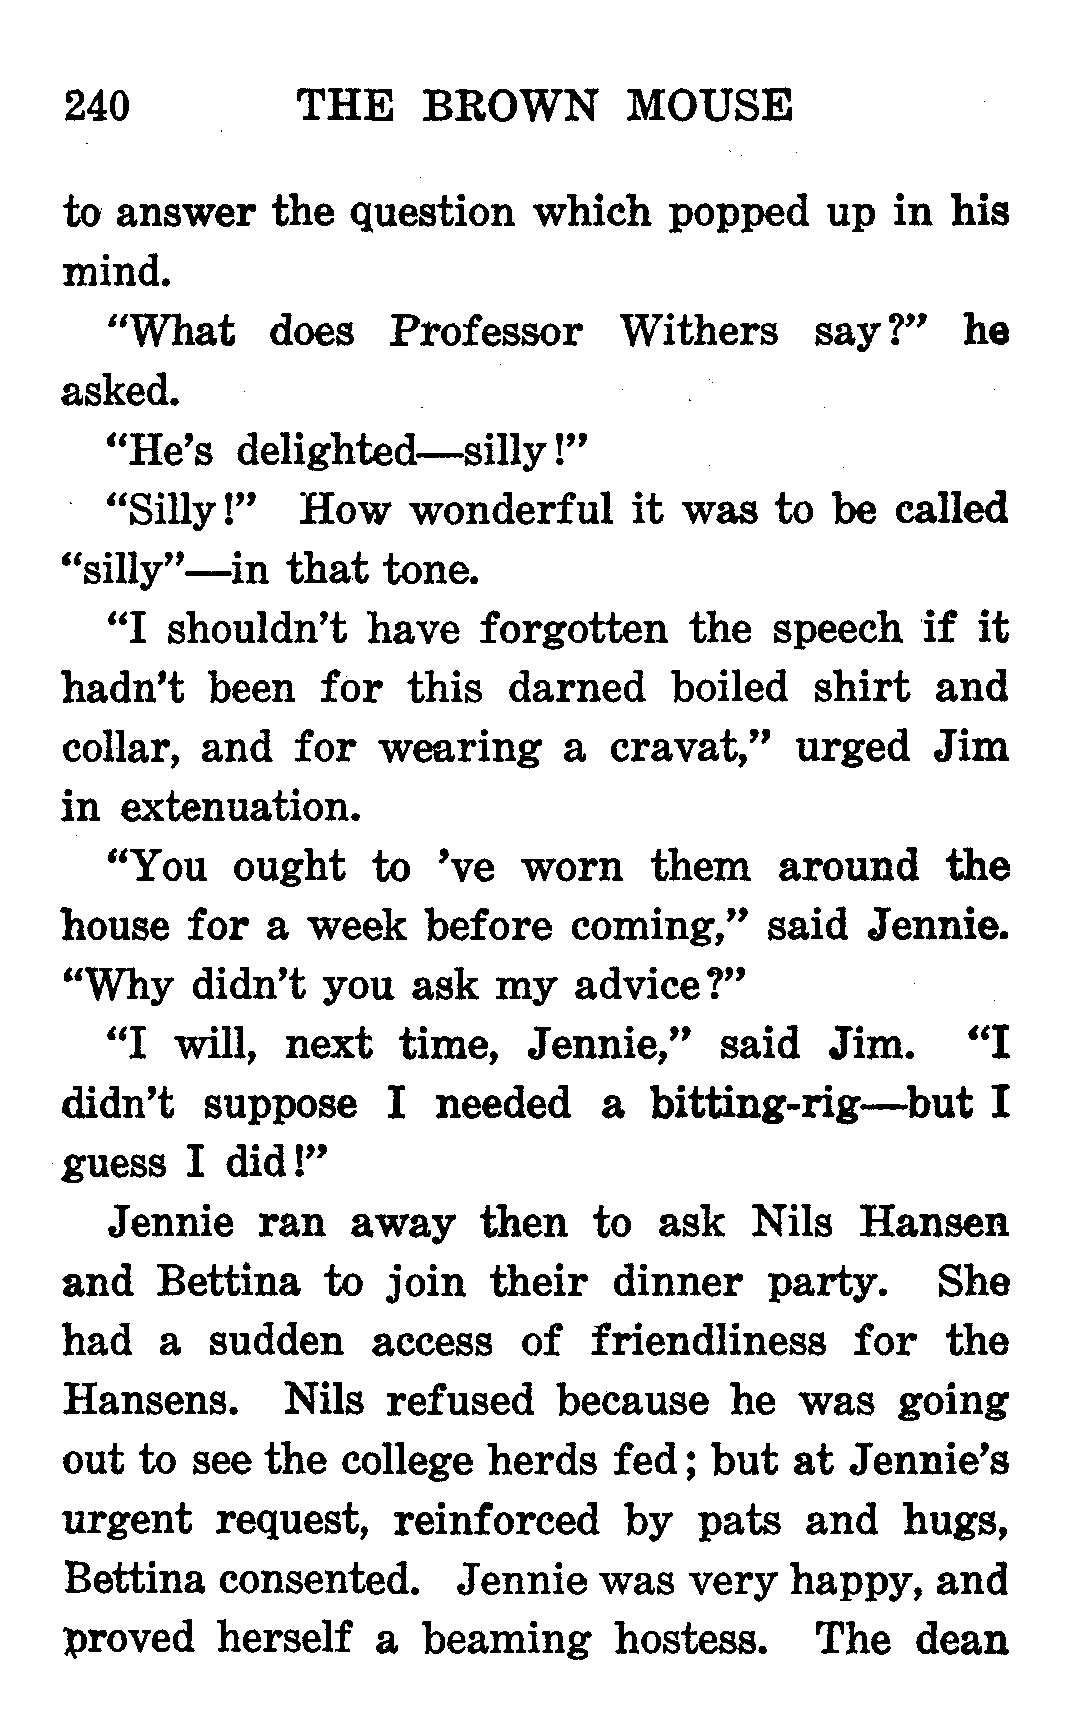 240 THE BROWN MOUSE
to answer the question which popped up in his
mind.
“What does Professor Withers say?” he
asked.
“He’s delighted—silly!”
“Silly!” How wonderful it was to be called
“silly”—in that tone.
“I shouldn’t have forgotten the speech if it
hadn’t been for this darned boiled shirt and
collar, and for wearing a cravat,” urged Jim
in extenuation.
“You ought to ’ve worn them around the
house for a week before coming,” said Jennie.
“Why didn’t you ask my advice?”
“I will, next time, Jennie,” said Jim. “I
didn’t suppose I needed a bitting-rig—but I
guess I did!”
Jennie ran away then to ask Nils Hansen
and Bettina to join their dinner party. She
had a sudden access of friendliness for the
Hansens. Nils refused because he was going
out to see the college herds fed; but at Jennie’s
urgent request, reinforced by pats and hugs,
Bettina consented. Jennie was very happy, and
proved herself a beaming hostess. The dean